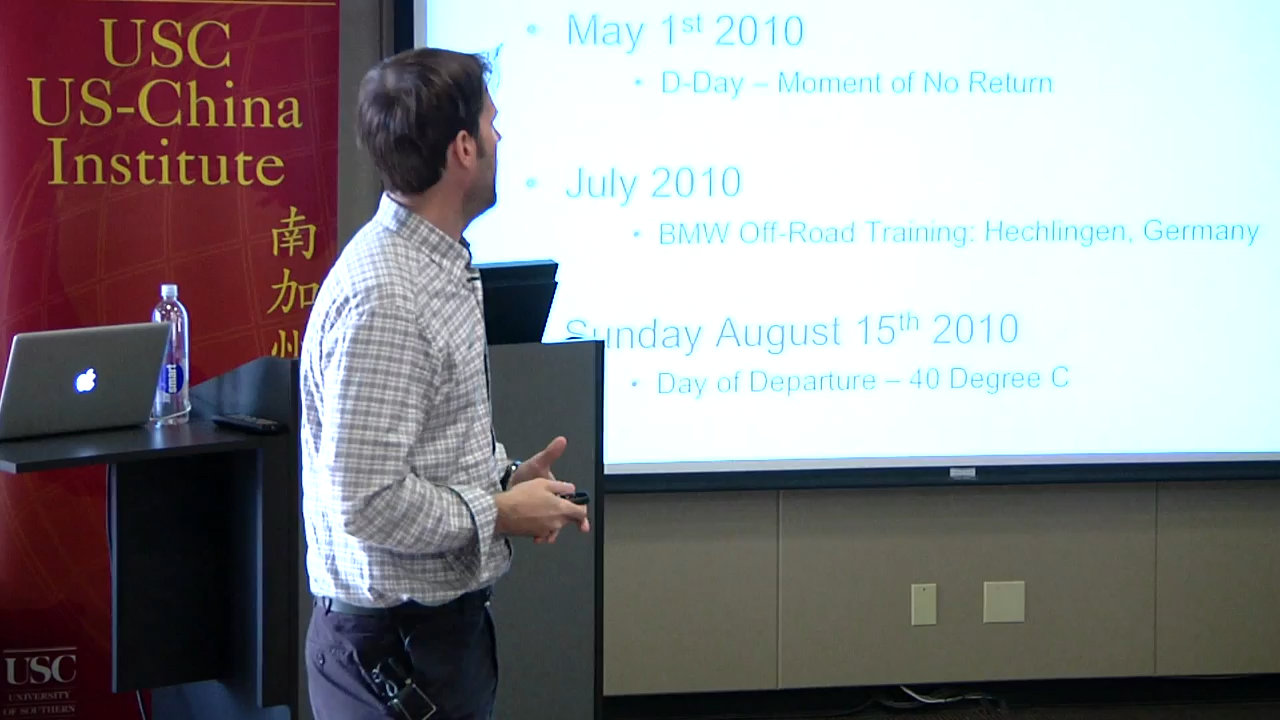 USC
US-China
Institute
南
加
州
smart
USC
UNIVERSITY
OF SOUTHERN
• May 1st 2010
• D-Day – Moment of No Return
• July 2010
• BMW Off-Road Training: Hechlingen, Germany
Sunday August 15th 2010
• Day of Departure – 40 Degree C